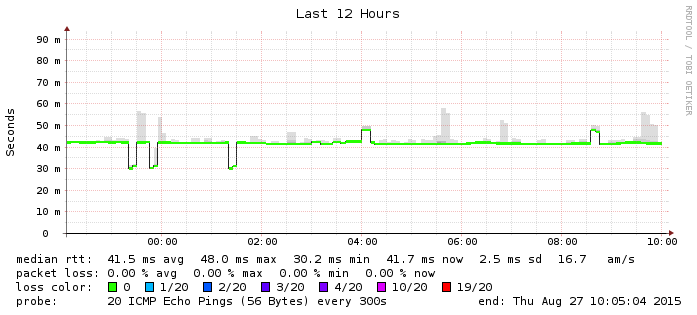 Last 12 Hours
RRDTOOL / TOBI OETIKER
Seconds
90 m
80 m
70 m
60 m
50 m
40 m
30 m
20 m
10 m
0
00:00 02:00 04:00 06:00 08:00 10:00
median rtt: 41.5 ms avg 48.0 ms max 30.2 ms min 41.7 ms now 2.5 ms sd 16.7 am/s
packet loss: 0.00 % avg 0.00 % max 0.00 % min 0.00 % now
loss color: 0 1/20 2/20 3/20 4/20 10/20 19/20
probe: 20 ICMP Echo Pings (56 Bytes) every 300s end: Thu Aug 27 10:05:04 2015